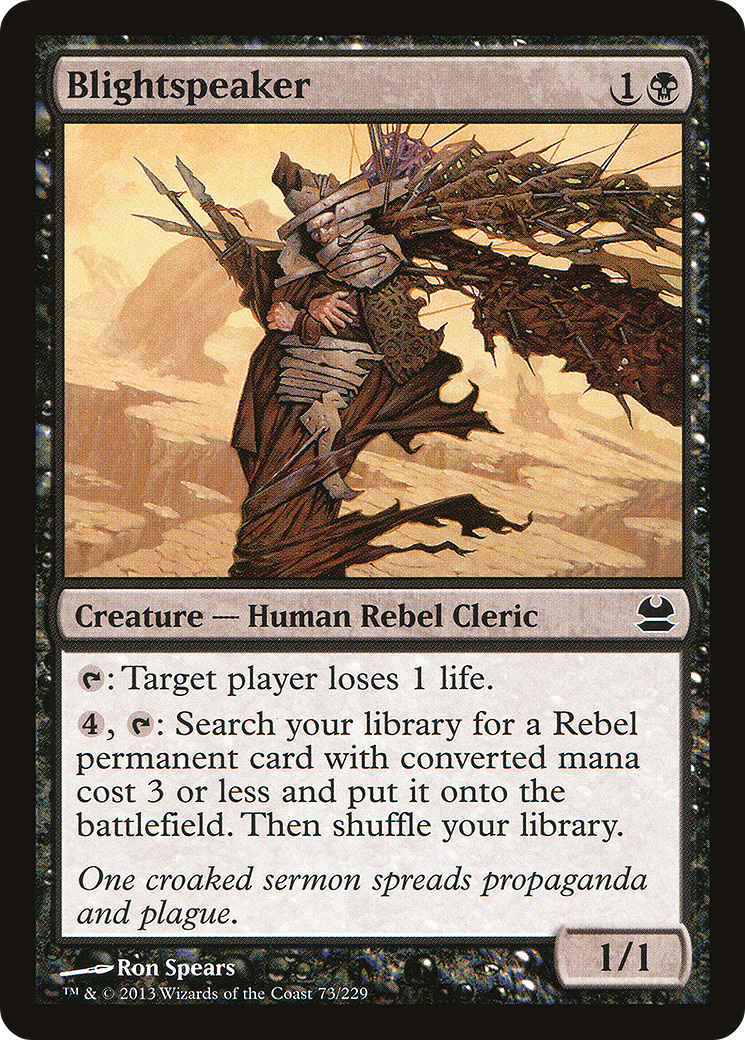 Blightspeaker 1
Creature — Human Rebel Cleric
: Target player loses 1 life.
4, : Search your library for a Rebel
permanent card with converted mana
cost 3 or less and put it onto the
battlefield. Then shuffle your library.
One croaked sermon spreads propaganda
and plague.
1/1
Ron Spears
™ & © 2013 Wizards of the Coast 73/229